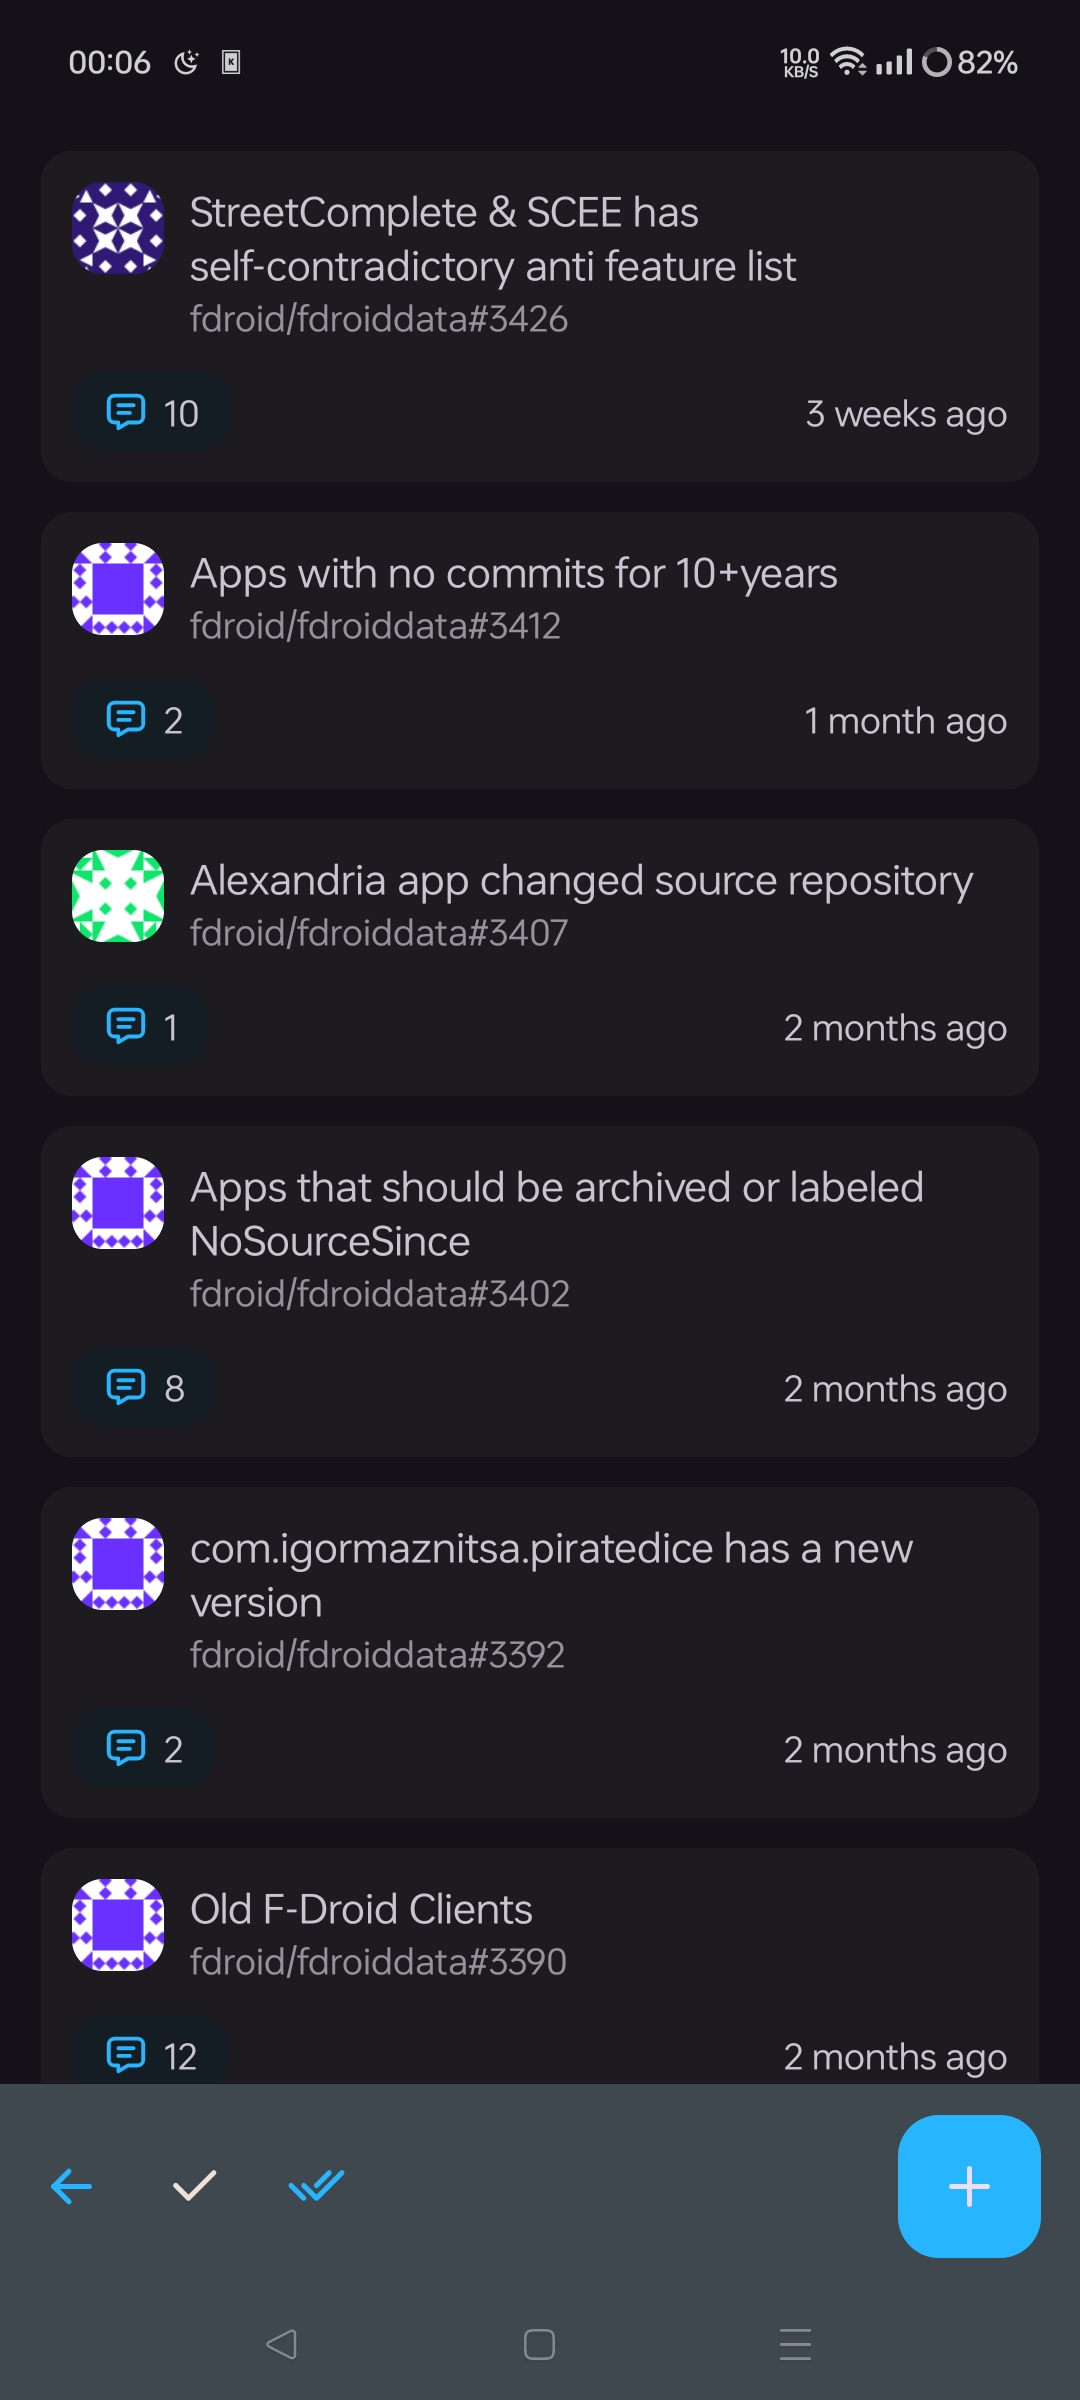 00:06
10.0
KB/S
82%
StreetComplete & SCEE has
self-contradictory anti feature list
fdroid/fdroiddata#3426
10
3 weeks ago
Apps with no commits for 10+years
fdroid/fdroiddata#3412
2
1 month ago
Alexandria app changed source repository
fdroid/fdroiddata#3407
1
2 months ago
Apps that should be archived or labeled
NoSourceSince
fdroid/fdroiddata#3402
8
2 months ago
com.igormaznitsa.piratedice has a new
version
fdroid/fdroiddata#3392
2
2 months ago
Old F-Droid Clients
fdroid/fdroiddata#3390
12
2 months ago